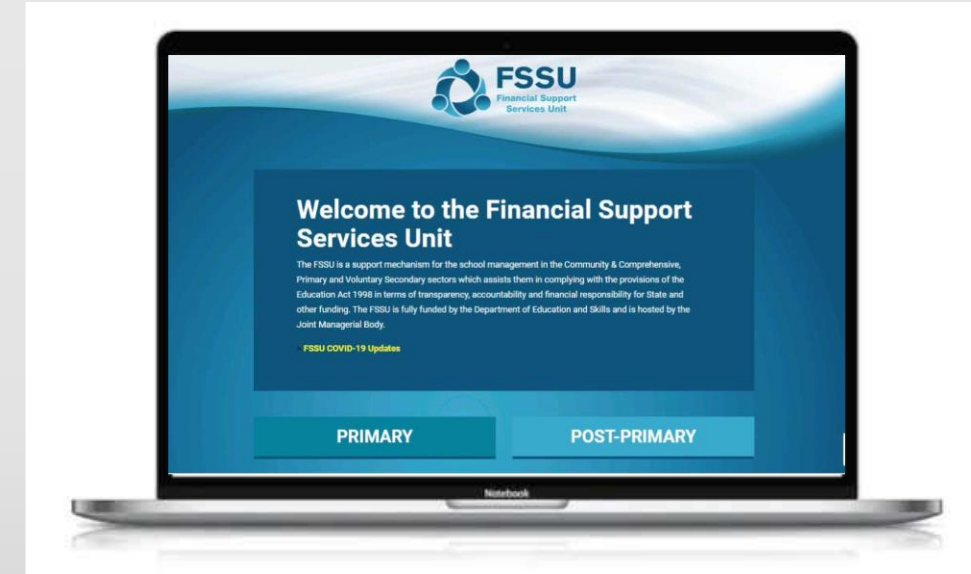 FSSU
Financial Support
Services Unit
Welcome to the Financial Support
Services Unit
The FSSU is a support mechanism for the school management in the Community & Comprehensive,
Primary and Voluntary Secondary sectors which assists them in complying with the provisions of the
Education Act 1998 in terms of transparency, accountability and financial responsibility for State and
other funding. The FSSU is fully funded by the Department of Education and Skills and is hosted by the
Joint Managerial Body.
FSSU COVID-19 Updates
PRIMARY
POST-PRIMARY
Notebook